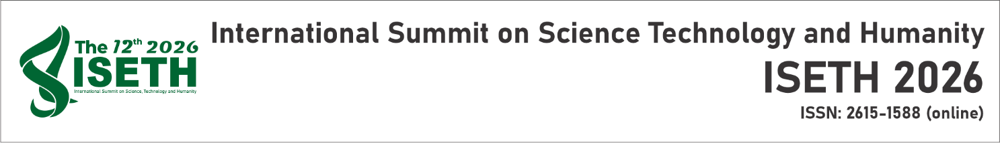 The 12th 2026
ISETH
International Summit on Science, Technology and Humanity
International Summit on Science Technology and Humanity
ISETH 2026
ISSN: 2615-1588 (online)